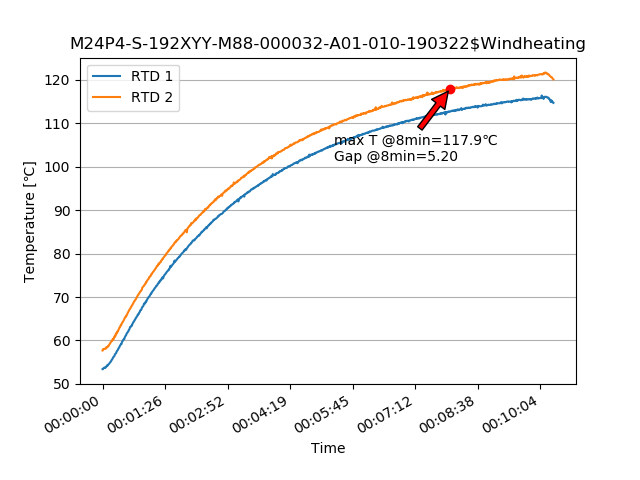 M24P4-S-192XYY-M88-000032-A01-010-190322$Windheating
RTD 1
RTD 2
max T @8min=117.9℃
Gap @8min=5.20
Temperature [℃]
120
110
100
90
80
70
60
50
00:00:00
00:01:26
00:02:52
00:04:19
00:05:45
00:07:12
00:08:38
00:10:04
Time